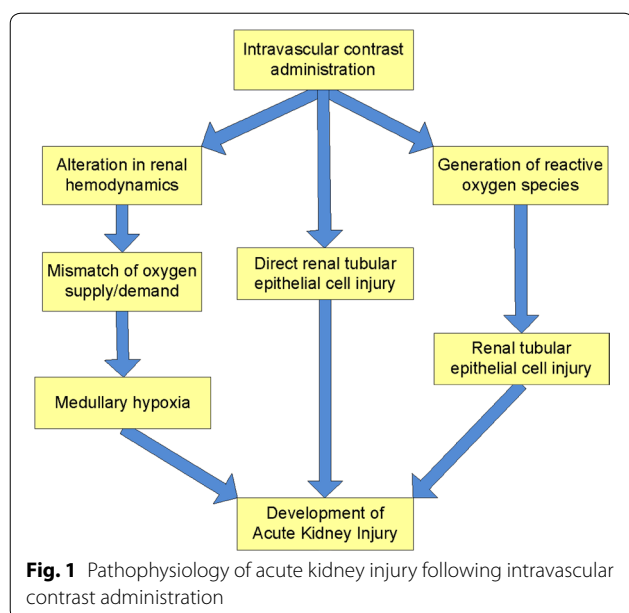 Intravascular contrast
administration
Alteration in renal
hemodynamics
Generation of reactive
oxygen species
Mismatch of oxygen
supply/demand
Direct renal tubular
epithelial cell injury
Renal tubular
epithelial cell injury
Medullary hypoxia
Development of
Acute Kidney Injury
Fig. 1 Pathophysiology of acute kidney injury following intravascular
contrast administration